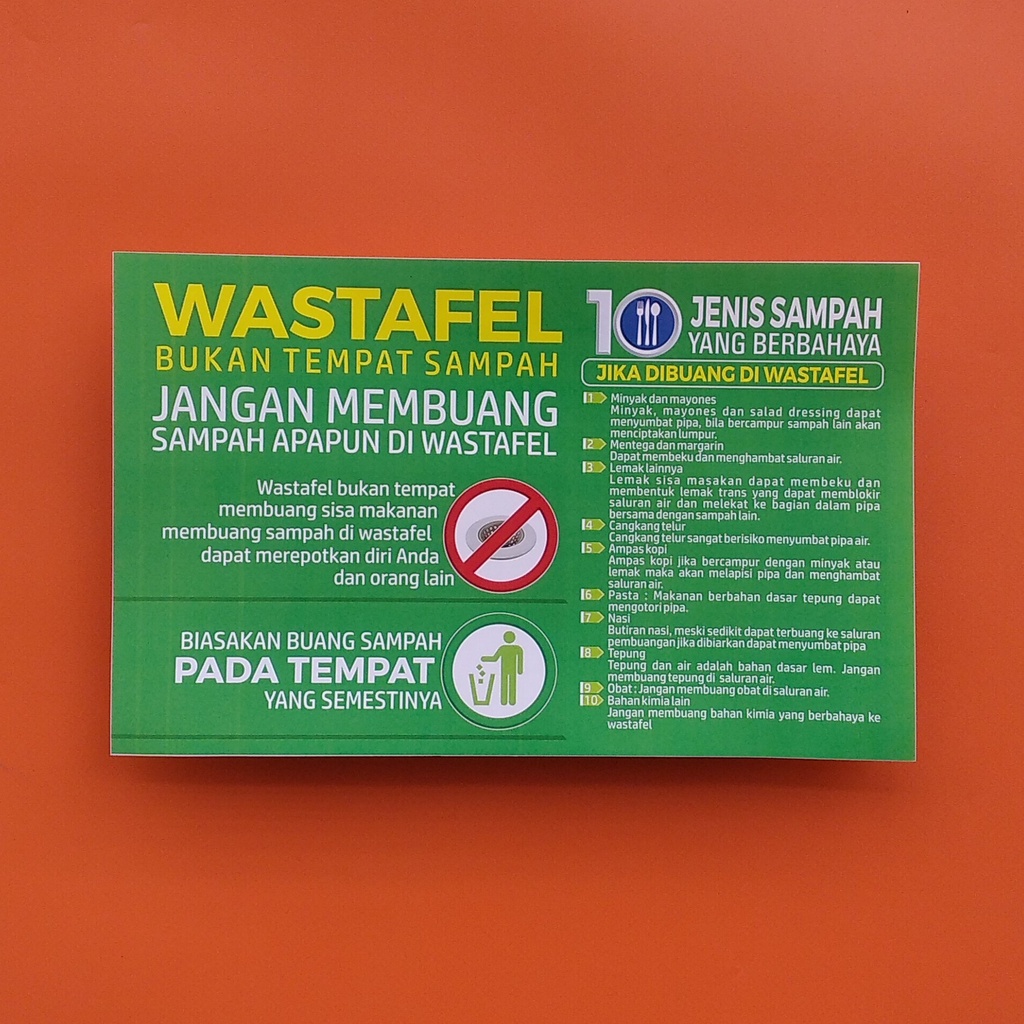 WASTAFEL
BUKAN TEMPAT SAMPAH
JANGAN MEMBUANG
SAMPAH APAPUN DI WASTAFEL
Wastafel bukan tempat
membuang sisa makanan
membuang sampah di wastafel
dapat merepotkan diri Anda
dan orang lain
BIASAKAN BUANG SAMPAH
PADA TEMPAT
YANG SEMESTINYA
10 JENIS SAMPAH
YANG BERBAHAYA
JIKA DIBUANG DI WASTAFEL
1 Minyak dan mayones
Minyak, mayones dan salad dressing dapat
menyumbat pipa, bila bercampur sampah lain akan
menciptakan lumpur.
2 Mentega dan margarin
Dapat membeku dan menghambat saluran air.
3 Lemak lainnya
Lemak sisa masakan dapat membeku dan
membentuk lemak trans yang dapat memblokir
saluran air dan melekat ke bagian dalam pipa
bersama dengan sampah lain.
4 Cangkang telur
Cangkang telur sangat berisiko menyumbat pipa air.
5 Ampas kopi
Ampas kopi jika bercampur dengan minyak atau
lemak maka akan melapisi pipa dan menghambat
saluran air.
6 Pasta : Makanan berbahan dasar tepung dapat
mengotori pipa.
7 Nasi
Butiran nasi, meski sedikit dapat terbuang ke saluran
pembuangan jika dibiarkan dapat menyumbat pipa
8 Tepung
Tepung dan air adalah bahan dasar lem. Jangan
membuang tepung di saluran air.
9 Obat : Jangan membuang obat di saluran air.
10 Bahan kimia lain
Jangan membuang bahan kimia yang berbahaya ke
wastafel